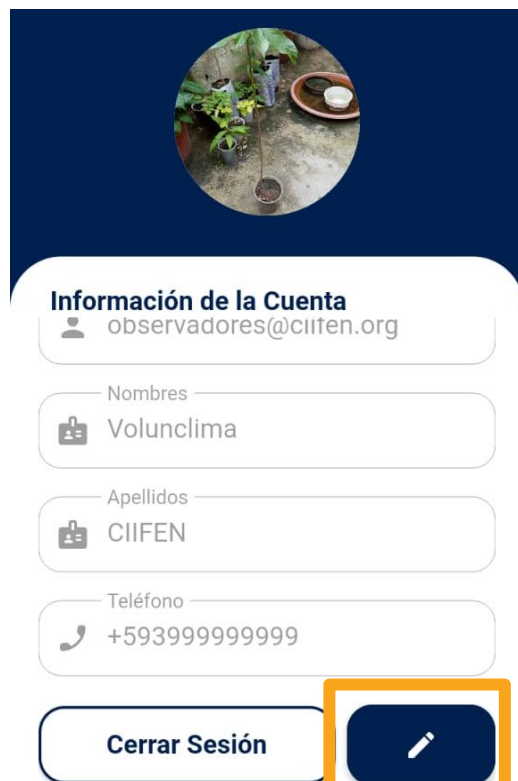 Información de la Cuenta
observadores@ciifen.org
Nombres
Volunclima
Apellidos
CIIFEN
Teléfono
+593999999999
Cerrar Sesión